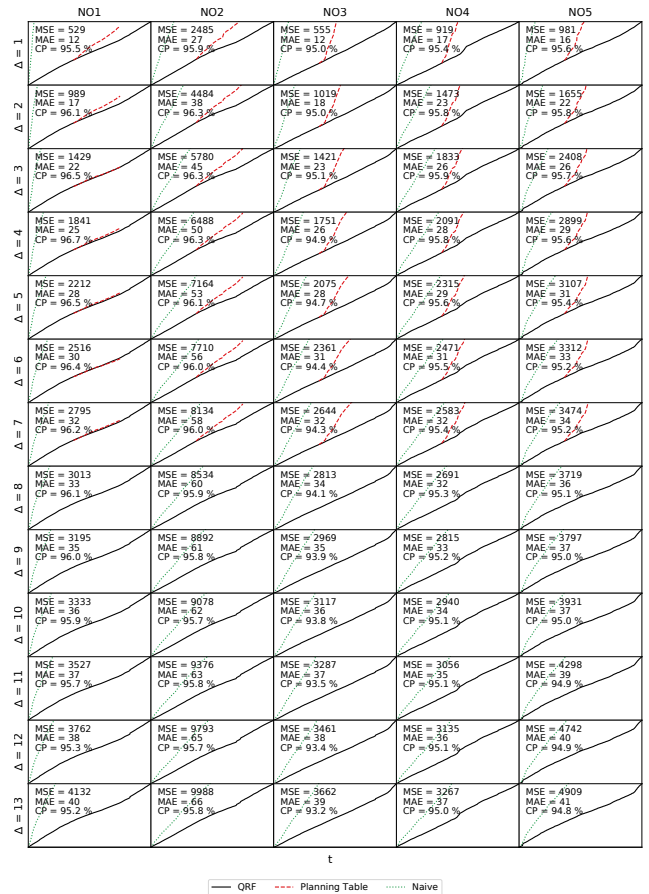 NO1 NO2 NO3 NO4 NO5
Δ = 1
MSE = 529
MAE = 12
CP = 95.5 %
MSE = 2485
MAE = 27
CP = 95.9 %
MSE = 555
MAE = 12
CP = 95.0 %
MSE = 919
MAE = 17
CP = 95.4 %
MSE = 981
MAE = 16
CP = 95.6 %
Δ = 2
MSE = 989
MAE = 17
CP = 96.1 %
MSE = 4484
MAE = 38
CP = 96.3 %
MSE = 1019
MAE = 18
CP = 95.0 %
MSE = 1473
MAE = 23
CP = 95.8 %
MSE = 1655
MAE = 22
CP = 95.8 %
Δ = 3
MSE = 1429
MAE = 22
CP = 96.5 %
MSE = 5780
MAE = 45
CP = 96.3 %
MSE = 1421
MAE = 23
CP = 95.1 %
MSE = 1833
MAE = 26
CP = 95.9 %
MSE = 2408
MAE = 26
CP = 95.7 %
Δ = 4
MSE = 1841
MAE = 25
CP = 96.7 %
MSE = 6488
MAE = 50
CP = 96.3 %
MSE = 1751
MAE = 26
CP = 94.9 %
MSE = 2091
MAE = 28
CP = 95.8 %
MSE = 2899
MAE = 29
CP = 95.6 %
Δ = 5
MSE = 2212
MAE = 28
CP = 96.5 %
MSE = 7164
MAE = 53
CP = 96.1 %
MSE = 2075
MAE = 28
CP = 94.7 %
MSE = 2315
MAE = 29
CP = 95.6 %
MSE = 3107
MAE = 31
CP = 95.4 %
Δ = 6
MSE = 2516
MAE = 30
CP = 96.4 %
MSE = 7710
MAE = 56
CP = 96.0 %
MSE = 2361
MAE = 31
CP = 94.4 %
MSE = 2471
MAE = 31
CP = 95.5 %
MSE = 3312
MAE = 33
CP = 95.2 %
Δ = 7
MSE = 2795
MAE = 32
CP = 96.2 %
MSE = 8134
MAE = 58
CP = 96.0 %
MSE = 2644
MAE = 32
CP = 94.3 %
MSE = 2583
MAE = 32
CP = 95.4 %
MSE = 3474
MAE = 34
CP = 95.2 %
Δ = 8
MSE = 3013
MAE = 33
CP = 96.1 %
MSE = 8534
MAE = 60
CP = 95.9 %
MSE = 2813
MAE = 34
CP = 94.1 %
MSE = 2691
MAE = 32
CP = 95.3 %
MSE = 3719
MAE = 36
CP = 95.1 %
Δ = 9
MSE = 3195
MAE = 35
CP = 96.0 %
MSE = 8892
MAE = 61
CP = 95.8 %
MSE = 2969
MAE = 35
CP = 93.9 %
MSE = 2815
MAE = 33
CP = 95.2 %
MSE = 3797
MAE = 37
CP = 95.0 %
Δ = 10
MSE = 3333
MAE = 36
CP = 95.9 %
MSE = 9078
MAE = 62
CP = 95.7 %
MSE = 3117
MAE = 36
CP = 93.8 %
MSE = 2940
MAE = 34
CP = 95.1 %
MSE = 3931
MAE = 37
CP = 95.0 %
Δ = 11
MSE = 3527
MAE = 37
CP = 95.7 %
MSE = 9376
MAE = 63
CP = 95.8 %
MSE = 3287
MAE = 37
CP = 93.5 %
MSE = 3056
MAE = 35
CP = 95.1 %
MSE = 4298
MAE = 39
CP = 94.9 %
Δ = 12
MSE = 3762
MAE = 38
CP = 95.3 %
MSE = 9793
MAE = 65
CP = 95.7 %
MSE = 3461
MAE = 38
CP = 93.4 %
MSE = 3135
MAE = 36
CP = 95.1 %
MSE = 4742
MAE = 40
CP = 94.9 %
Δ = 13
MSE = 4132
MAE = 40
CP = 95.2 %
MSE = 9988
MAE = 66
CP = 95.8 %
MSE = 3662
MAE = 39
CP = 93.2 %
MSE = 3267
MAE = 37
CP = 95.0 %
MSE = 4909
MAE = 41
CP = 94.8 %
t
QRF Planning Table Naive